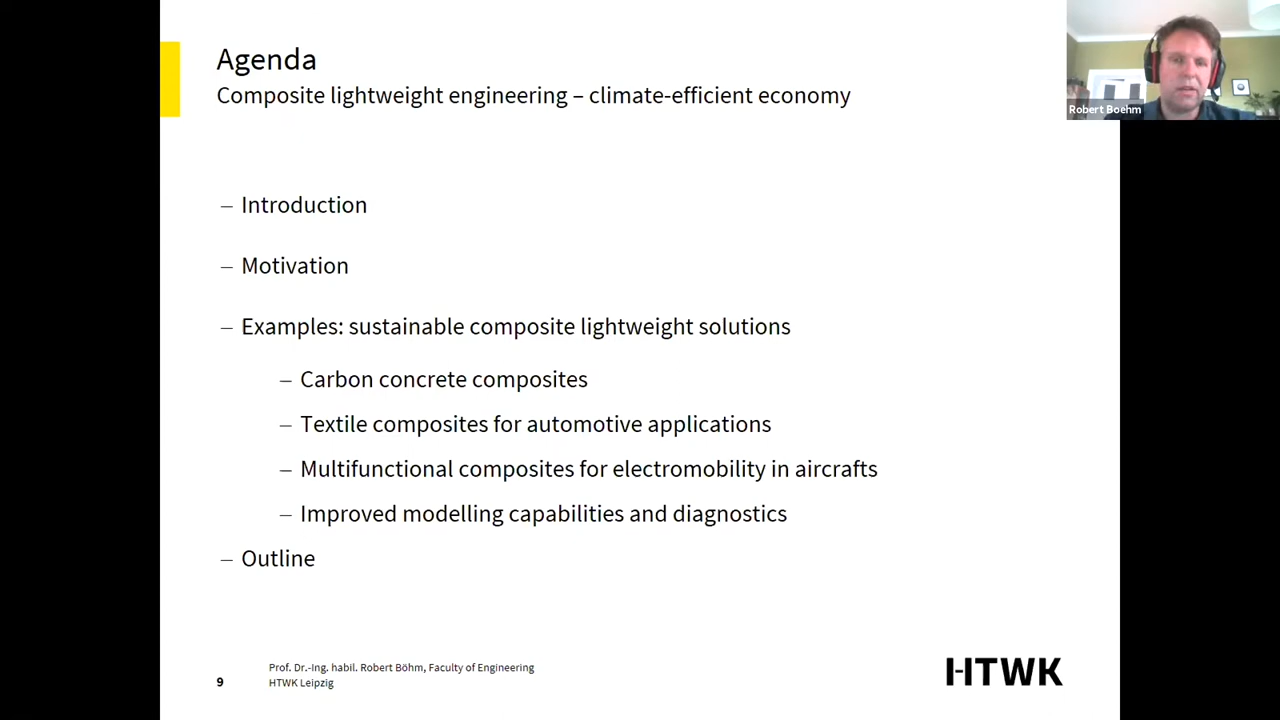 Agenda
Composite lightweight engineering – climate-efficient economy
Robert Boehm
– Introduction
– Motivation
– Examples: sustainable composite lightweight solutions
– Carbon concrete composites
– Textile composites for automotive applications
– Multifunctional composites for electromobility in aircrafts
– Improved modelling capabilities and diagnostics
– Outline
9
Prof. Dr.-Ing. habil. Robert Böhm, Faculty of Engineering
HTWK Leipzig
HTWK